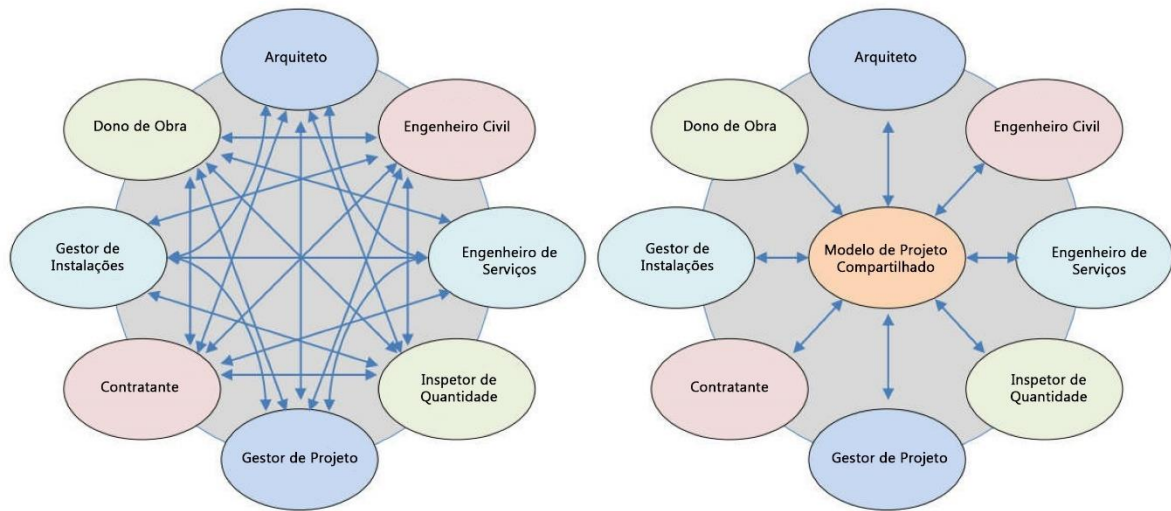 Arquiteto
Dono de Obra
Engenheiro Civil
Gestor de
Instalações
Engenheiro de
Serviços
Contratante
Inspetor de
Quantidade
Gestor de Projeto
Arquiteto
Dono de Obra
Engenheiro Civil
Gestor de
Instalações
Modelo de Projeto
Compartilhado
Engenheiro de
Serviços
Contratante
Inspetor de
Quantidade
Gestor de Projeto